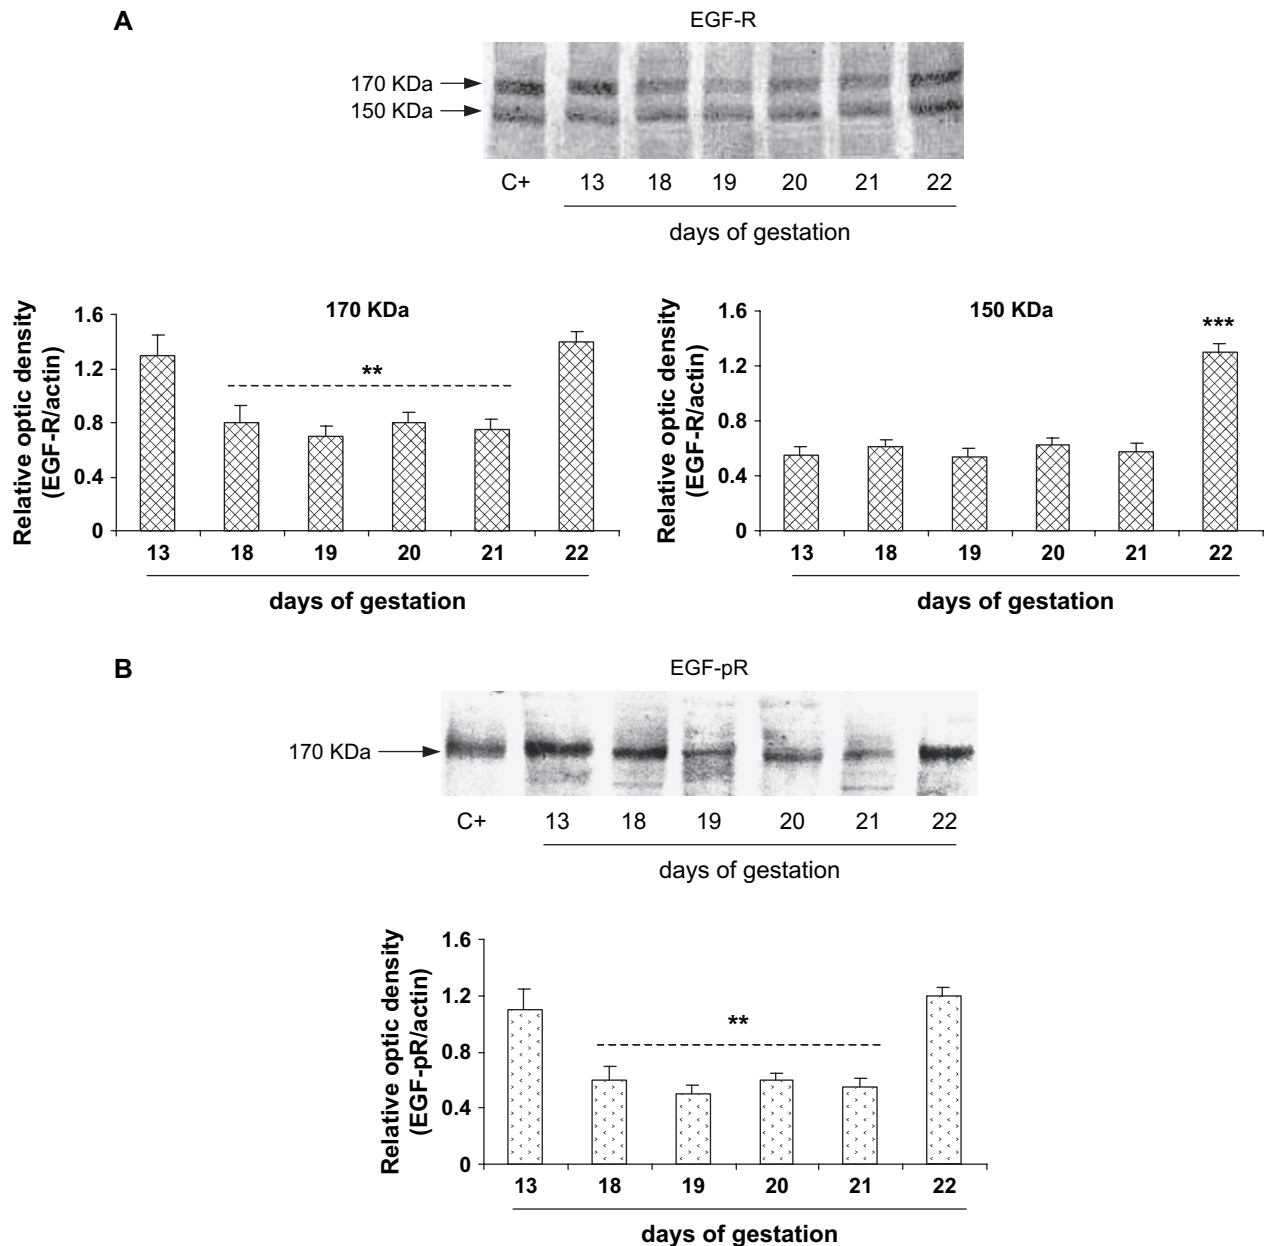 A
EGF-R
170 KDa
150 KDa
C+ 13 18 19 20 21 22
days of gestation
Relative optic density
(EGF-R/actin)
170 KDa
1.6
1.2
0.8
0.4
0
**
13 18 19 20 21 22
days of gestation
Relative optic density
(EGF-R/actin)
150 KDa
1.6
1.2
0.8
0.4
0
***
13 18 19 20 21 22
days of gestation
B
EGF-pR
170 KDa
C+ 13 18 19 20 21 22
days of gestation
Relative optic density
(EGF-pR/actin)
1.6
1.2
0.8
0.4
0
**
13 18 19 20 21 22
days of gestation